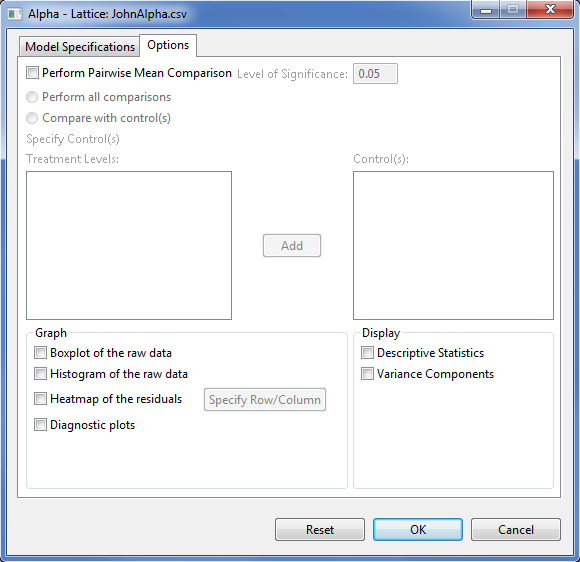 Alpha - Lattice: JohnAlpha.csv
Model Specifications Options
Perform Pairwise Mean Comparison Level of Significance: 0.05
Perform all comparisons
Compare with control(s)
Specify Control(s)
Treatment Levels: Control(s):
Add
Graph Display
Boxplot of the raw data Descriptive Statistics
Histogram of the raw data Variance Components
Heatmap of the residuals Specify Row/Column
Diagnostic plots
Reset OK Cancel